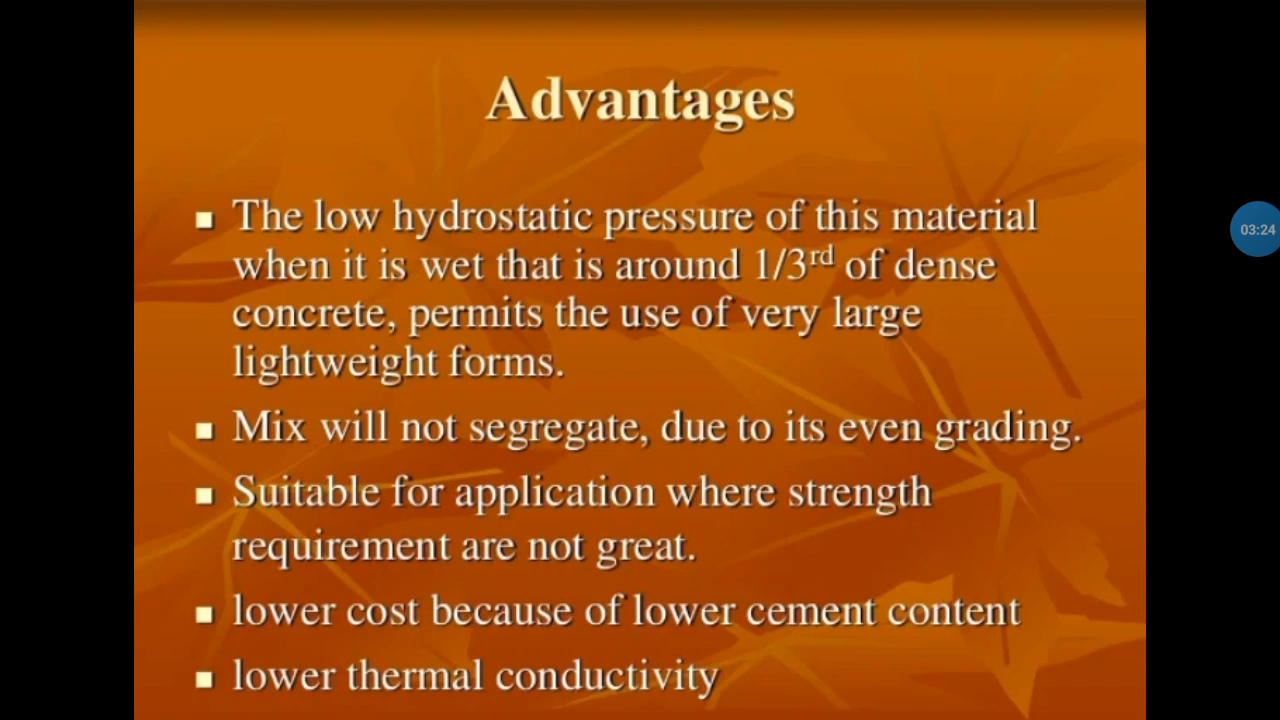 Advantages
The low hydrostatic pressure of this material
when it is wet that is around 1/3rd of dense
concrete, permits the use of very large
lightweight forms.
Mix will not segregate, due to its even grading.
Suitable for application where strength
requirement are not great.
lower cost because of lower cement content
lower thermal conductivity
03:24